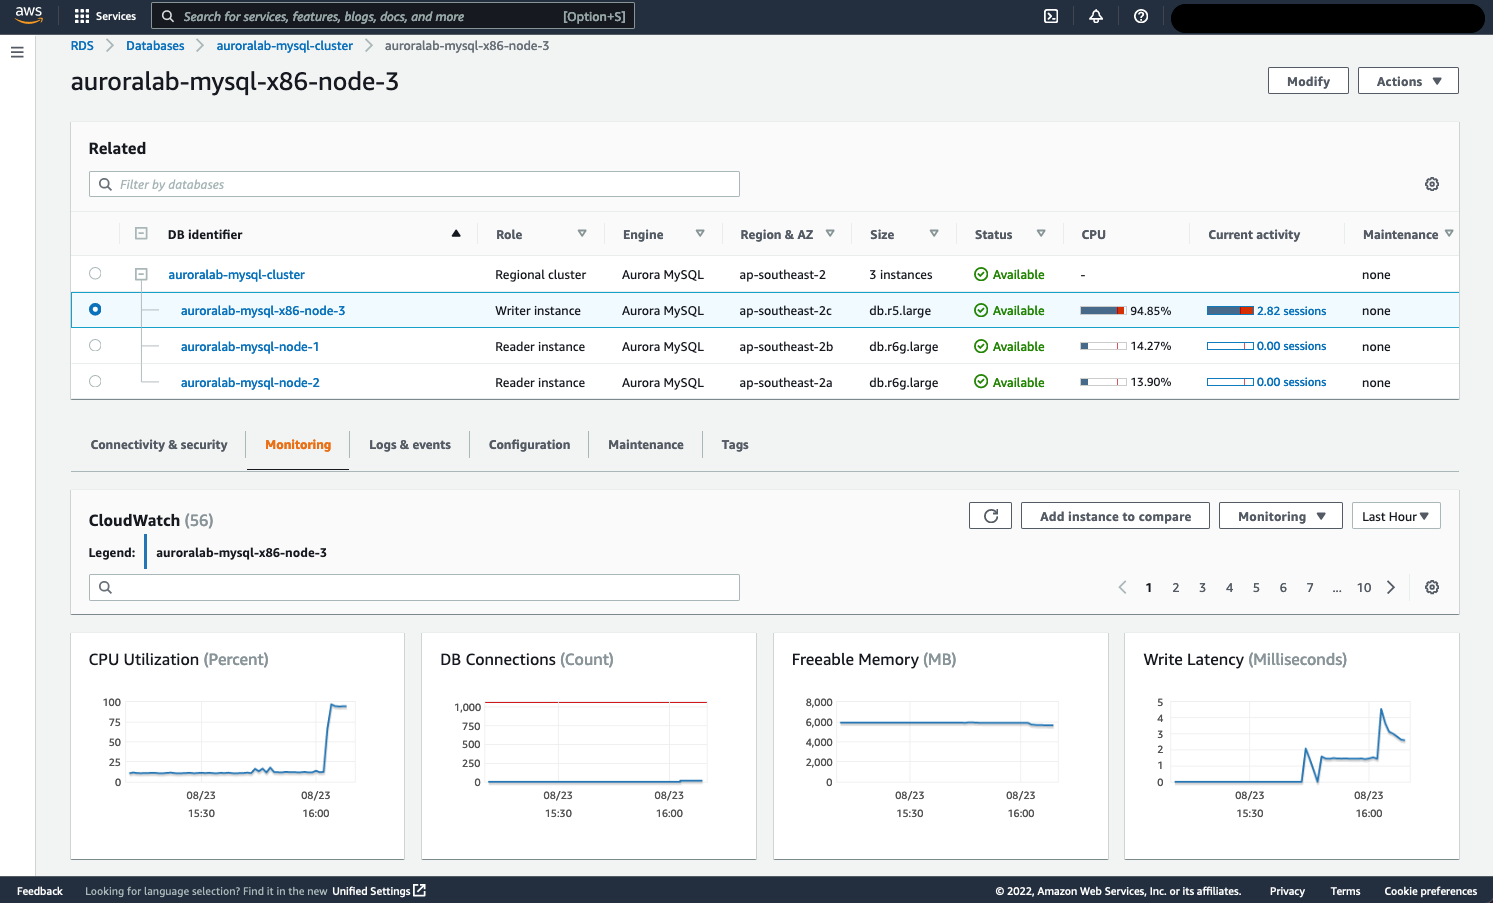 aws
Services
Search for services, features, blogs, docs, and more [Option+S]
RDS Databases auroralab-mysql-cluster auroralab-mysql-x86-node-3
auroralab-mysql-x86-node-3
Modify Actions
Related
Filter by databases
DB identifier Role Engine Region & AZ Size Status CPU Current activity Maintenance
auroralab-mysql-cluster Regional cluster Aurora MySQL ap-southeast-2 3 instances Available - none
auroralab-mysql-x86-node-3 Writer instance Aurora MySQL ap-southeast-2c db.r5.large Available 94.85% 2.82 sessions none
auroralab-mysql-node-1 Reader instance Aurora MySQL ap-southeast-2b db.r6g.large Available 14.27% 0.00 sessions none
auroralab-mysql-node-2 Reader instance Aurora MySQL ap-southeast-2a db.r6g.large Available 13.90% 0.00 sessions none
Connectivity & security Monitoring Logs & events Configuration Maintenance Tags
CloudWatch (56)
Add instance to compare Monitoring Last Hour
Legend: auroralab-mysql-x86-node-3
1 2 3 4 5 6 7 ... 10
CPU Utilization (Percent)
100
75
50
25
0
08/23 08/23
15:30 16:00
DB Connections (Count)
1,000
750
500
250
0
08/23 08/23
15:30 16:00
Freeable Memory (MB)
8,000
6,000
4,000
2,000
0
08/23 08/23
15:30 16:00
Write Latency (Milliseconds)
5
4
3
2
1
0
08/23 08/23
15:30 16:00
Feedback Looking for language selection? Find it in the new Unified Settings © 2022, Amazon Web Services, Inc. or its affiliates. Privacy Terms Cookie preferences